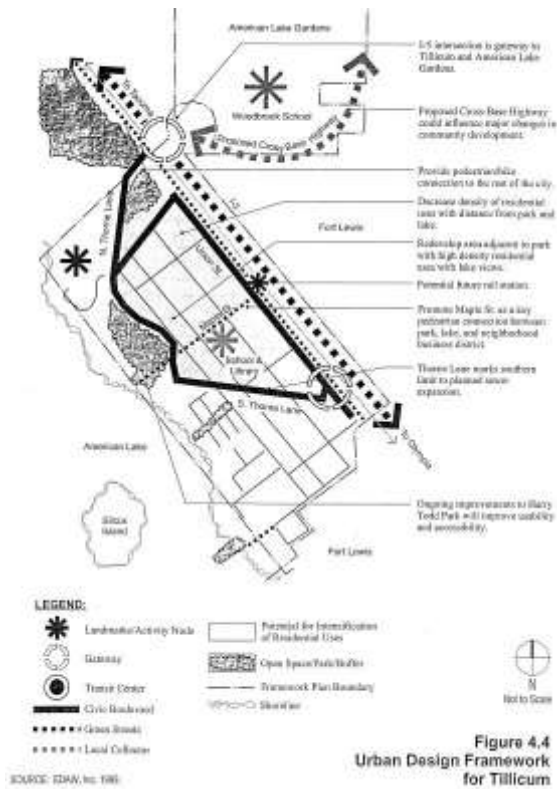 American Lake Gardens
I-5 intersection is gateway to
Tillicum and American Lake
Gardens.
Woodbrook School
Proposed Cross-Base Highway
Proposed Cross-Base Highway
could influence major changes in
community development.
To Tacoma
Provide pedestrian/bike
connection to the rest of the city.
I-5
N. Thorne Lane
Decrease density of residential
uses with distance from park and
lake.
Fort Lewis
Union St.
Redevelop area adjacent to park
with high density residential
uses with lake views.
Potential future rail station.
Promote Maple St. as a key
pedestrian connection between
park, lake, and neighborhood
business district.
School &
Library
Thorne Lane marks southern
limit to planned sewer
expansion.
S. Thorne Lane
To Olympia
American Lake
Silcox
Island
Ongoing improvements to Harry
Todd Park will improve usability
and accessibility.
Fort Lewis
LEGEND:
Landmarks/Activity Node
Potential for Intensification
of Residential Uses
Gateway
Open Space/Park/Buffer
Transit Center
Framework Plan Boundary
Civic Boulevard
Shoreline
Green Streets
Local Collector
N
Not to Scale
Figure 4.4
Urban Design Framework
for Tillicum
SOURCE: EDAW, Inc.